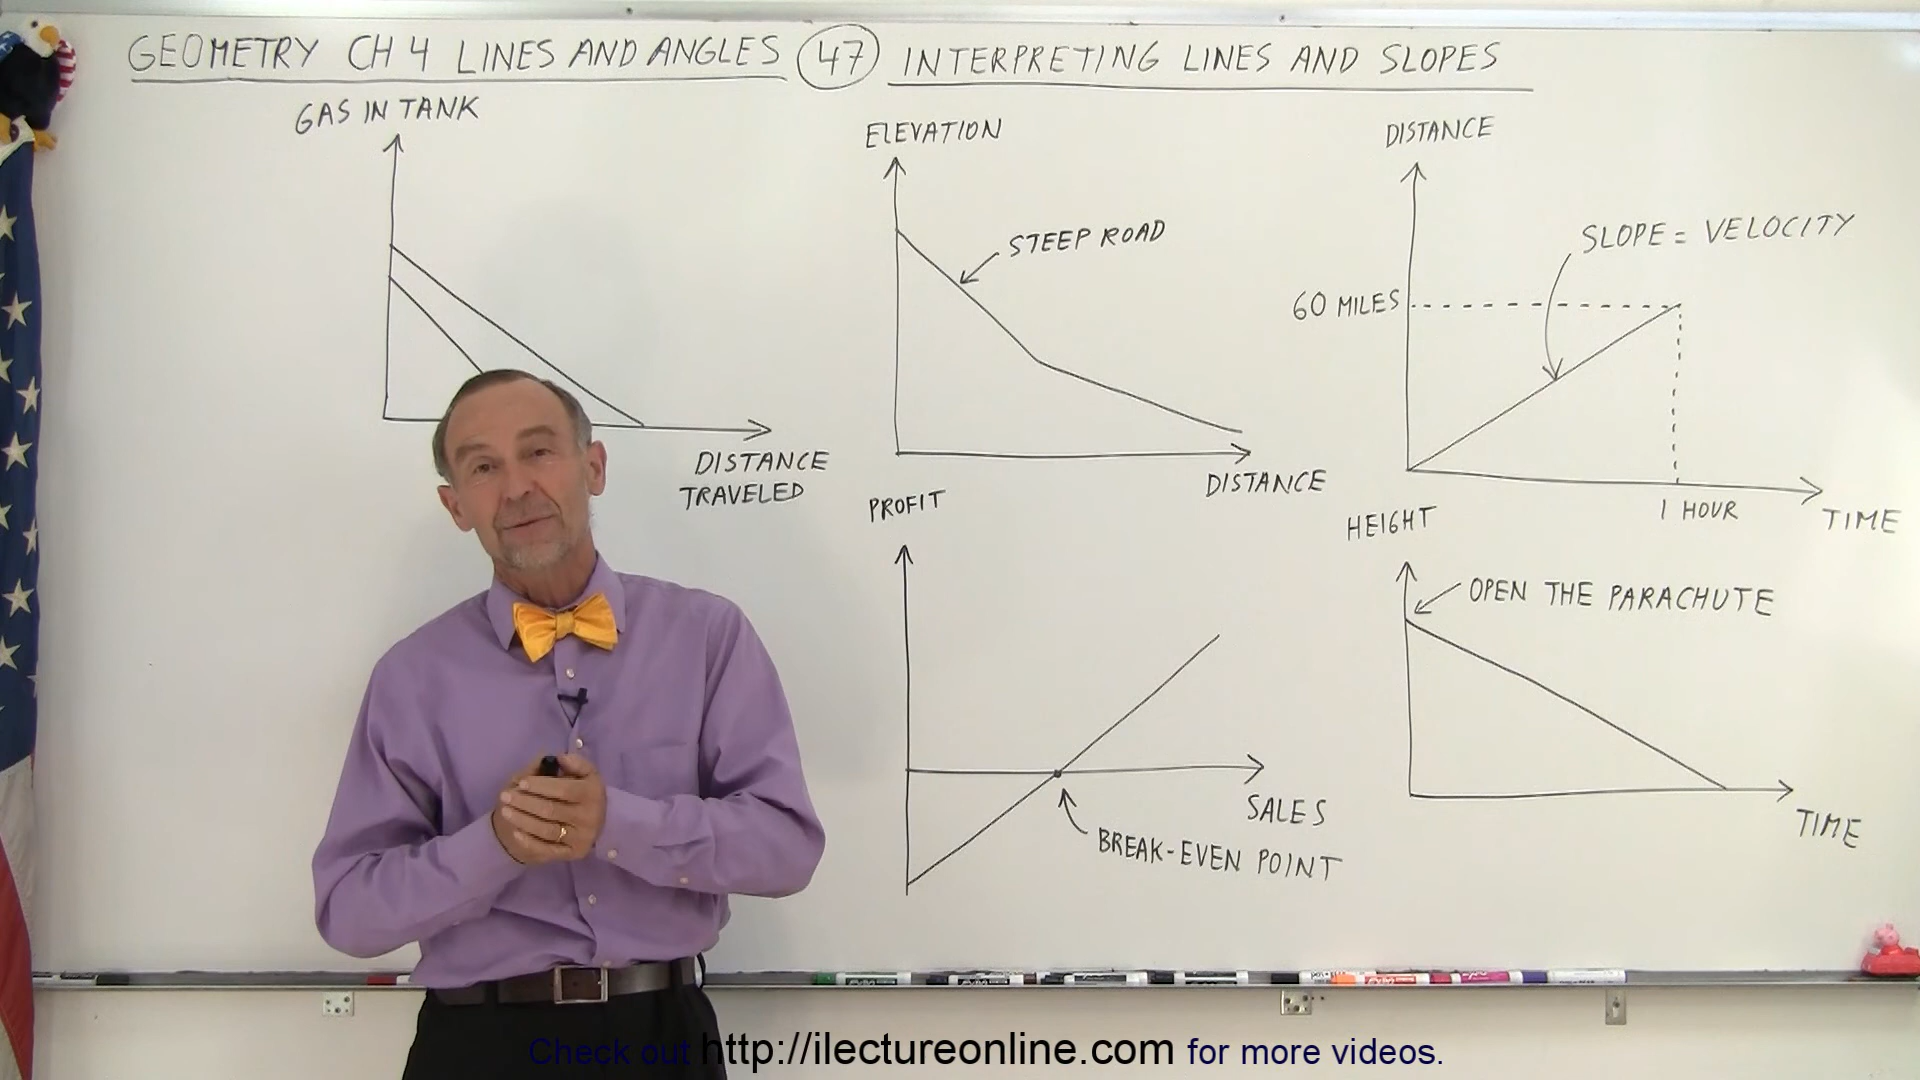 GEOMETRY CH 4 LINES AND ANGLES 47 INTERPRETING LINES AND SLOPES
GAS IN TANK
DISTANCE
TRAVELED
ELEVATION
STEEP ROAD
DISTANCE
DISTANCE
SLOPE = VELOCITY
60 MILES
1 HOUR
TIME
PROFIT
SALES
BREAK-EVEN POINT
HEIGHT
OPEN THE PARACHUTE
TIME
Check out http://ilectureonline.com for more videos.